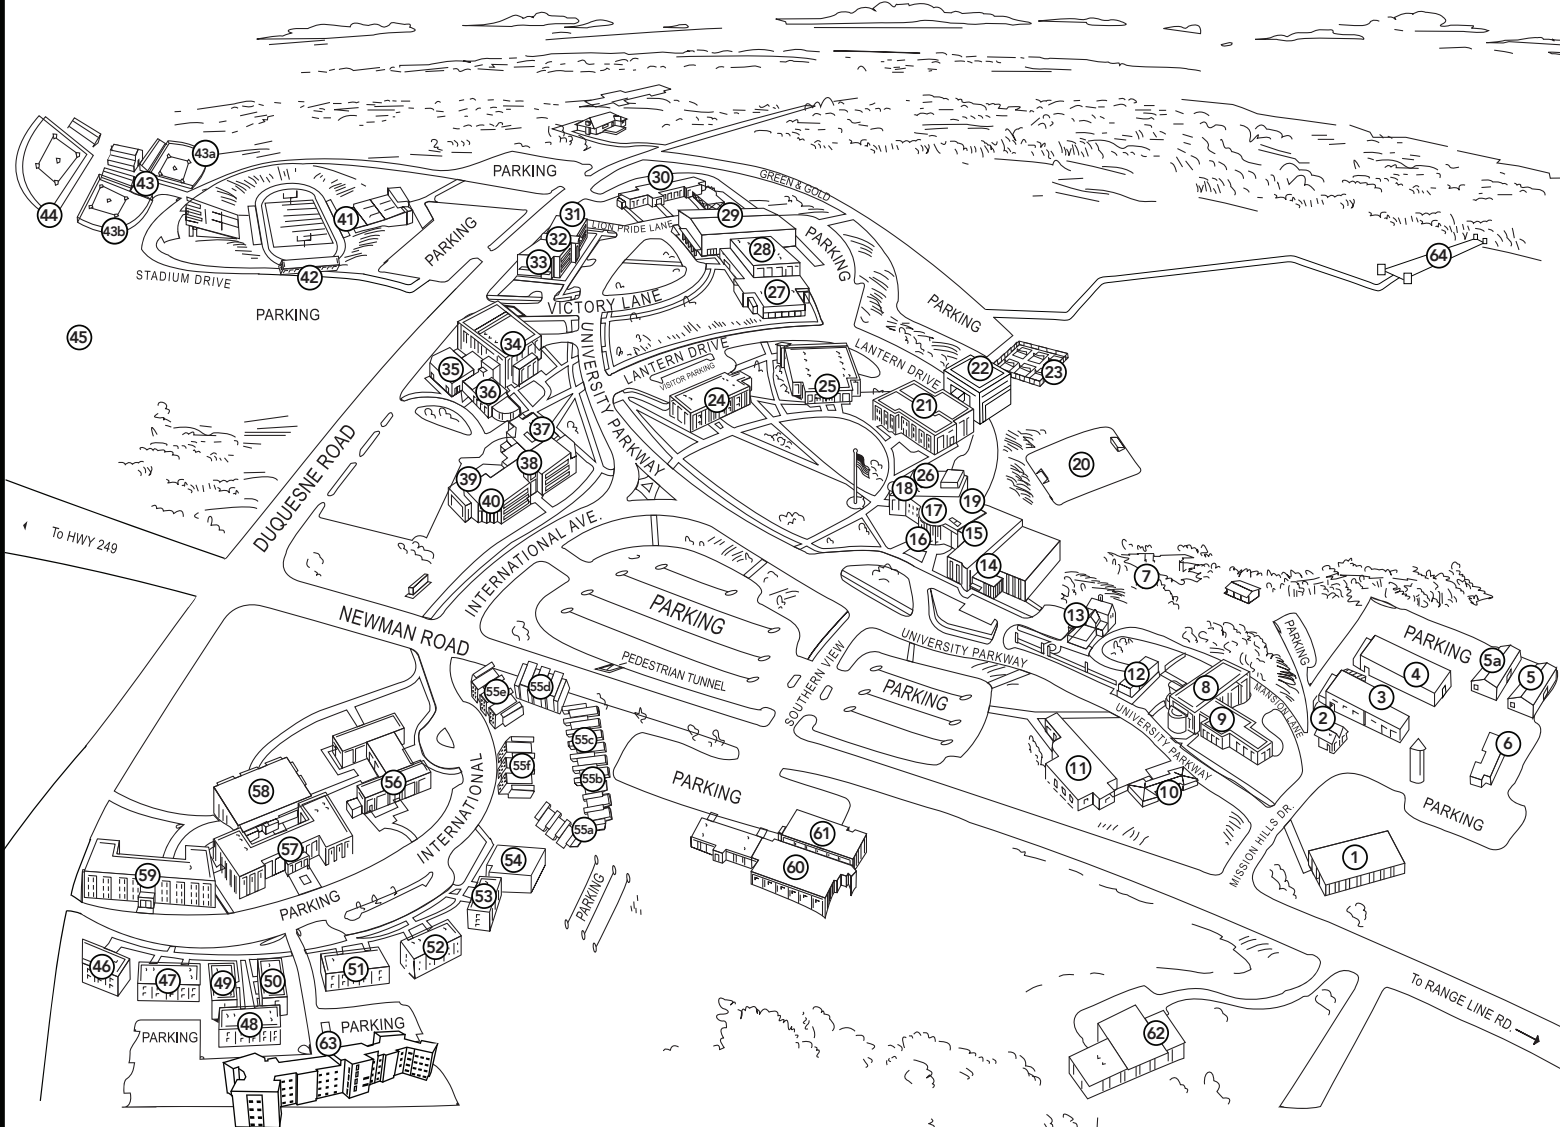 PARKING
GREEN & GOLD
43a
43
44
43b
41
42
STADIUM DRIVE
PARKING
PARKING
45
30
31
LION PRIDE LANE
29
32
33
28
27
PARKING
VICTORY LANE
PARKING
64
34
35
36
UNIVERSITY PARKWAY
LANTERN DRIVE
VISITOR PARKING
24
25
LANTERN DRIVE
22
23
21
37
38
39
40
20
26
18
19
17
16
15
14
DUQUESNE ROAD
To HWY 249
INTERNATIONAL AVE.
NEWMAN ROAD
PARKING
PEDESTRIAN TUNNEL
SOUTHERN VIEW
UNIVERSITY PARKWAY
PARKING
7
13
12
PARKING
PARKING
5a
5
4
3
2
8
9
MANSION LANE
UNIVERSITY PARKWAY
6
11
10
PARKING
MISSION HILLS DR.
1
55e
55d
55c
55f
55b
55a
PARKING
61
60
INTERNATIONAL
56
58
57
59
54
53
PARKING
PARKING
52
51
46
47
49
50
48
PARKING
PARKING
63
62
To RANGE LINE RD.